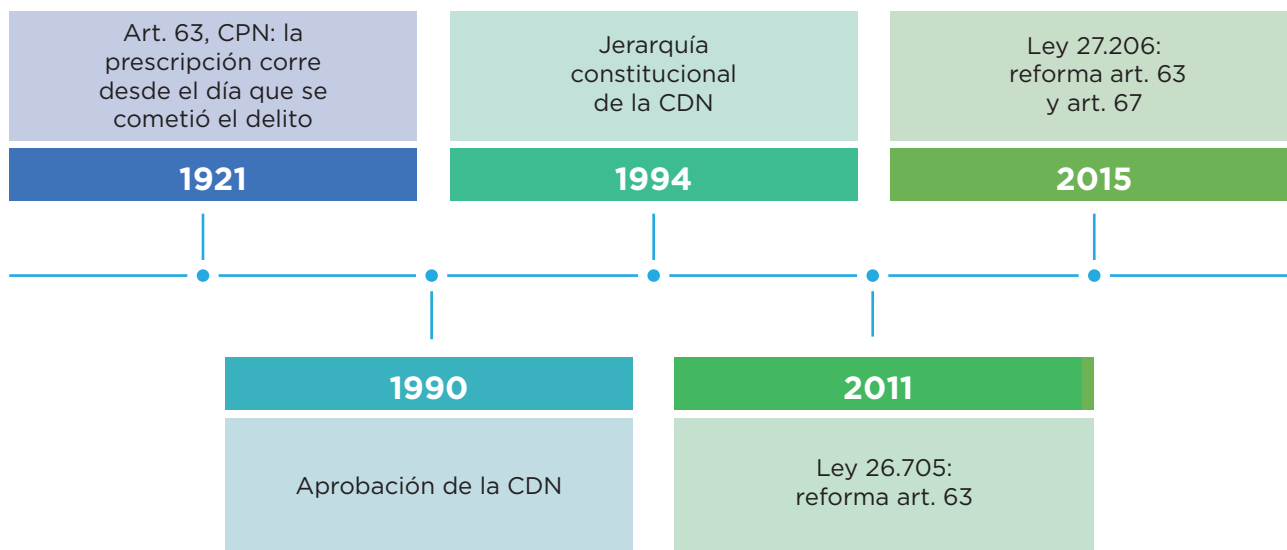 Art. 63, CPN: la
prescripción corre
desde el día que se
cometió el delito
1921
Jerarquía
constitucional
de la CDN
1994
Ley 27.206:
reforma art. 63
y art. 67
2015
1990
Aprobación de la CDN
2011
Ley 26.705:
reforma art. 63